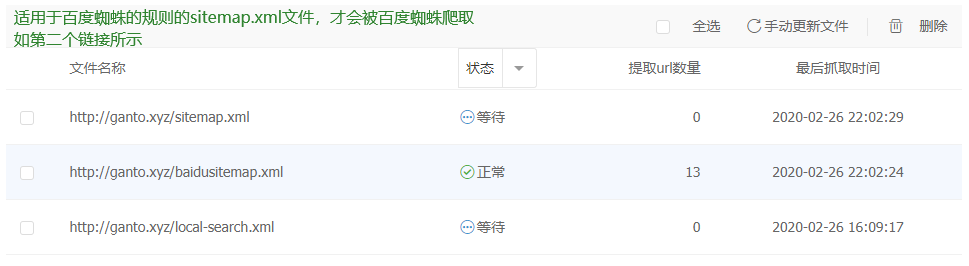 适用于百度蜘蛛的规则的sitemap.xml文件，才会被百度蜘蛛爬取
如第二个链接所示
全选 手动更新文件 删除
文件名称 状态 提取url数量 最后抓取时间
http://ganto.xyz/sitemap.xml 等待 0 2020-02-26 22:02:29
http://ganto.xyz/baidusitemap.xml 正常 13 2020-02-26 22:02:24
http://ganto.xyz/local-search.xml 等待 0 2020-02-26 16:09:17